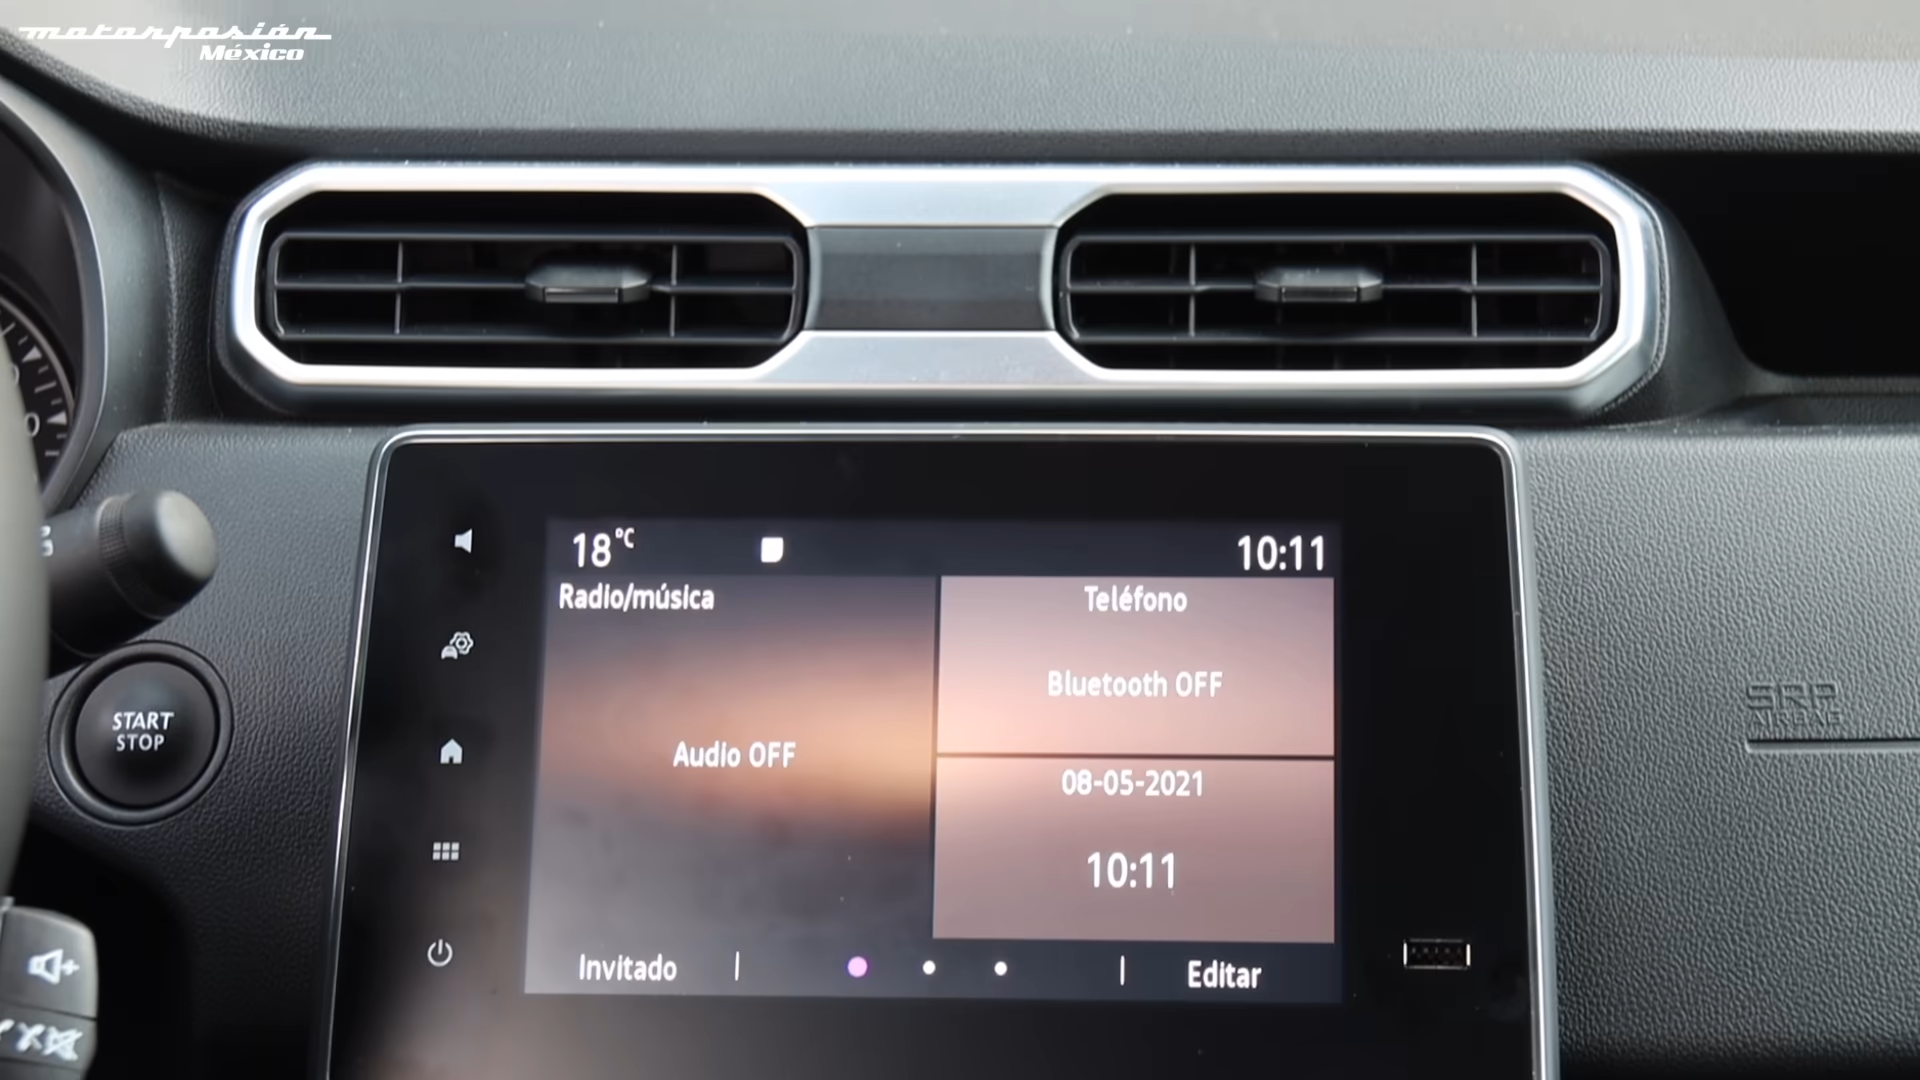 motorpasión
México
18°C
10:11
Radio/música
Teléfono
Bluetooth OFF
Audio OFF
08-05-2021
10:11
Invitado
Editar
START
STOP
SRP
AIRBAG